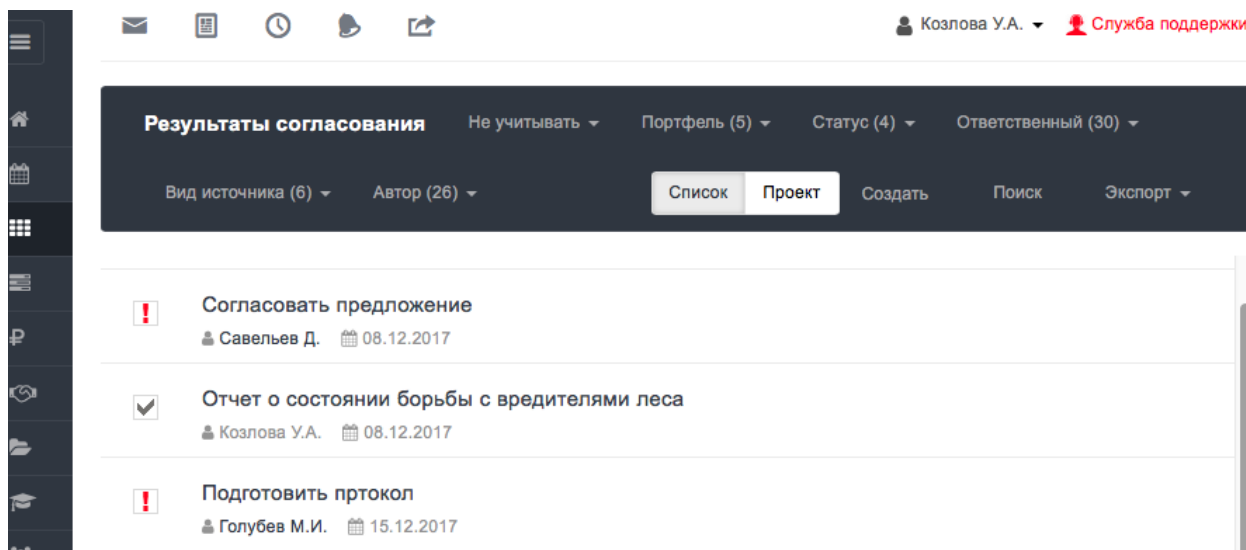 Козлова У.А.
Служба поддержки
Результаты согласования Не учитывать Портфель (5) Статус (4) Ответственный (30)
Вид источника (6) Автор (26) Список Проект Создать Поиск Экспорт
Согласовать предложение
Савельев Д. 08.12.2017
Отчет о состоянии борьбы с вредителями леса
Козлова У.А. 08.12.2017
Подготовить пртокол
Голубев М.И. 15.12.2017